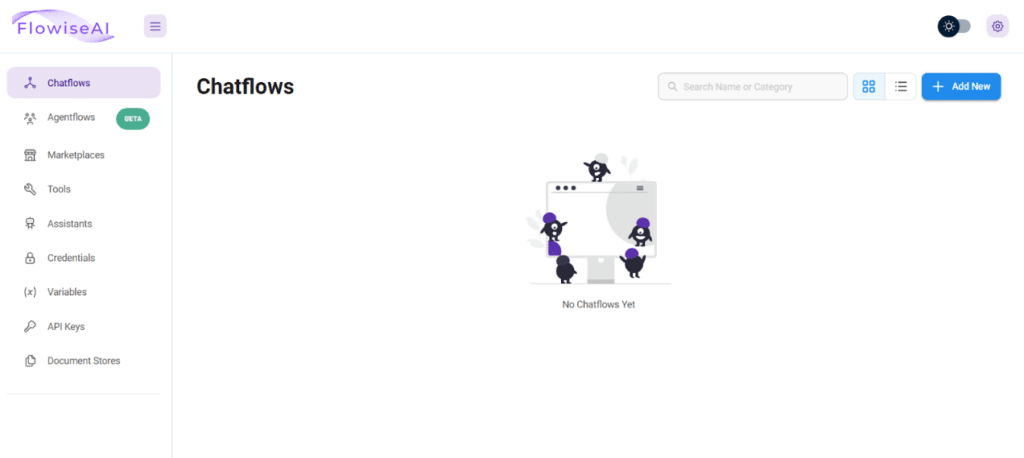 FlowiseAI
Chatflows
Agentflows BETA
Marketplaces
Tools
Assistants
Credentials
(x) Variables
API Keys
Document Stores
Chatflows
Search Name or Category
Add New
No Chatflows Yet